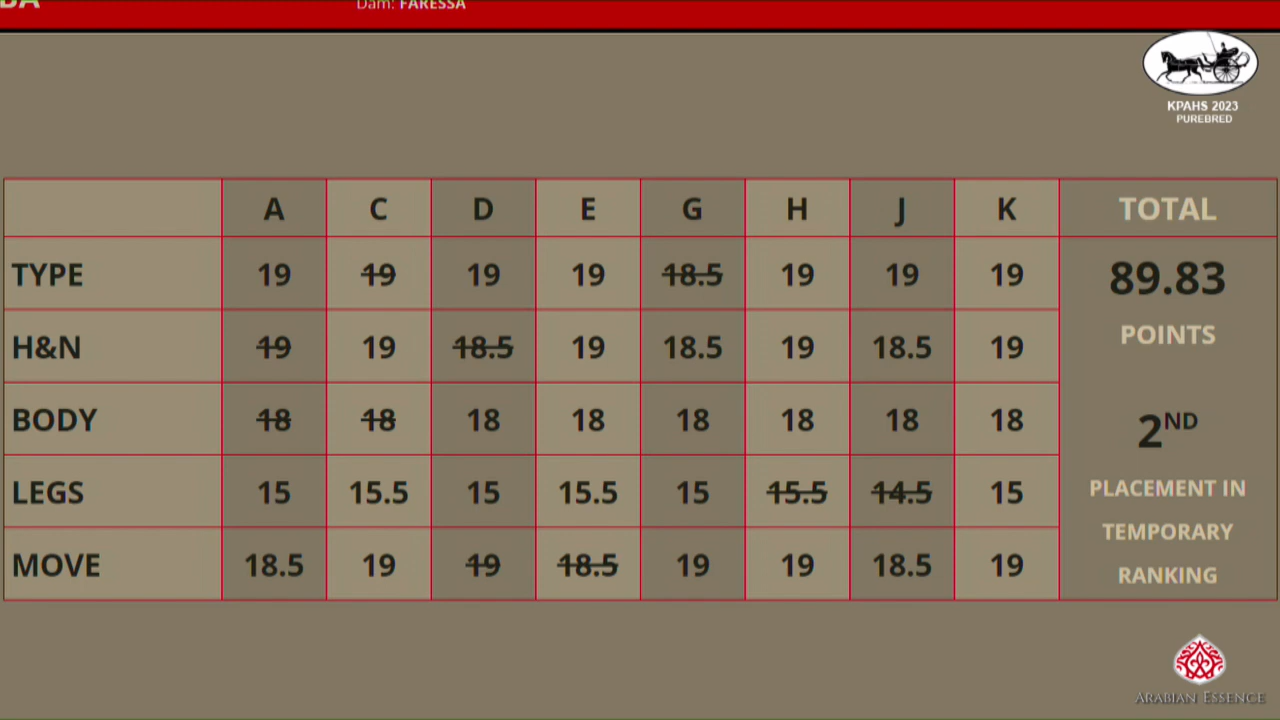 Dam: FARESSA
KPAHS 2023
PUREBRED
A C D E G H J K TOTAL
TYPE 19 19 19 19 18.5 19 19 19 89.83
POINTS
H&N 19 19 18.5 19 18.5 19 18.5 19
BODY 18 18 18 18 18 18 18 18 2ND
LEGS 15 15.5 15 15.5 15 15.5 14.5 15 PLACEMENT IN
TEMPORARY
MOVE 18.5 19 19 18.5 19 19 18.5 19 RANKING
ARABIAN ESSENCE